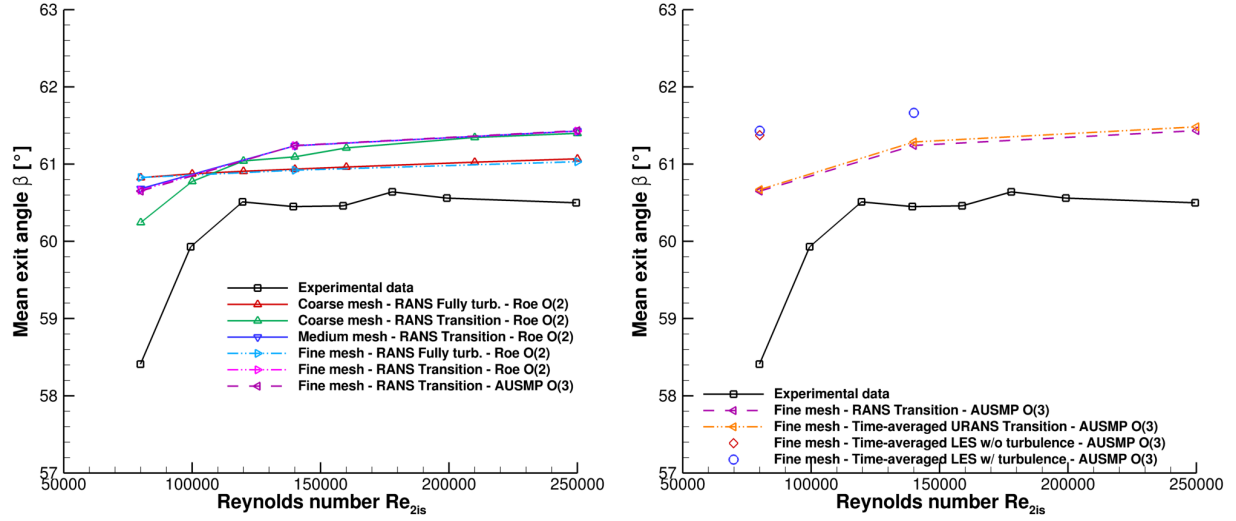 63
62
61
60
59
58
57
Mean exit angle β [°]
Experimental data
Coarse mesh - RANS Fully turb. - Roe O(2)
Coarse mesh - RANS Transition - Roe O(2)
Medium mesh - RANS Transition - Roe O(2)
Fine mesh - RANS Fully turb. - Roe O(2)
Fine mesh - RANS Transition - Roe O(2)
Fine mesh - RANS Transition - AUSMP O(3)
50000 100000 150000 200000 250000
Reynolds number Re2is
63
62
61
60
59
58
57
Mean exit angle β [°]
Experimental data
Fine mesh - RANS Transition - AUSMP O(3)
Fine mesh - Time-averaged URANS Transition - AUSMP O(3)
Fine mesh - Time-averaged LES w/o turbulence - AUSMP O(3)
Fine mesh - Time-averaged LES w/ turbulence - AUSMP O(3)
50000 100000 150000 200000 250000
Reynolds number Re2is